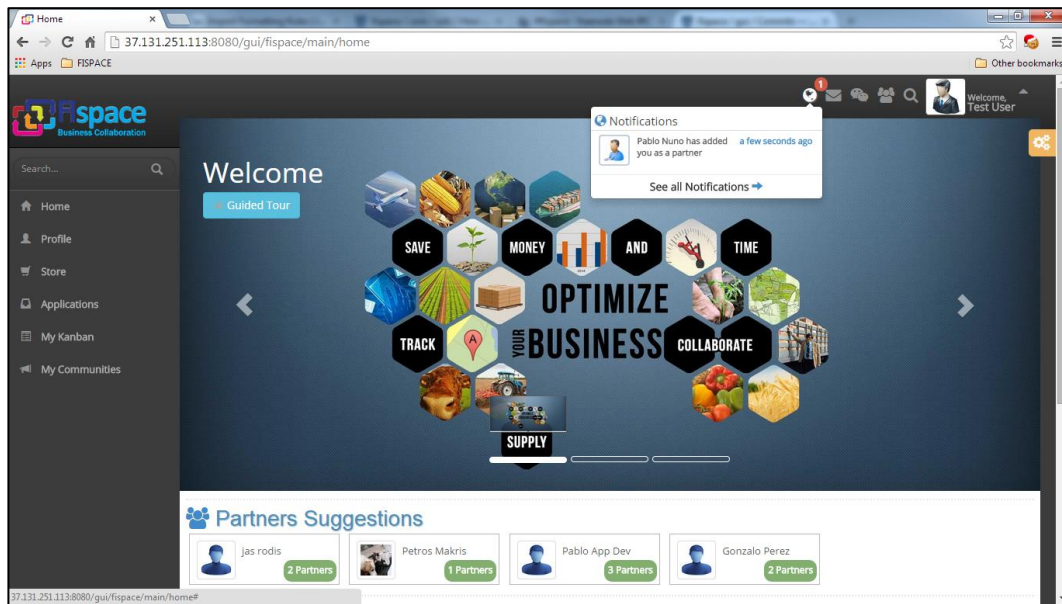 Home
37.131.251.113:8080/gui/fispace/main/home
Apps FISPACE Other bookmarks
1
FIspace
Business Collaboration
Welcome,
Test User
Notifications
Pablo Nuno has added a few seconds ago
you as a partner
See all Notifications
Search...
Home
Profile
Store
Applications
My Kanban
My Communities
Welcome
Guided Tour
SAVE MONEY AND TIME
OPTIMIZE
YOUR BUSINESS
TRACK COLLABORATE
A
SUPPLY
Partners Suggestions
jas rodis
2 Partners
Petros Makris
1 Partners
Pablo App Dev
3 Partners
Gonzalo Perez
2 Partners
37.131.251.113:8080/gui/fispace/main/home#